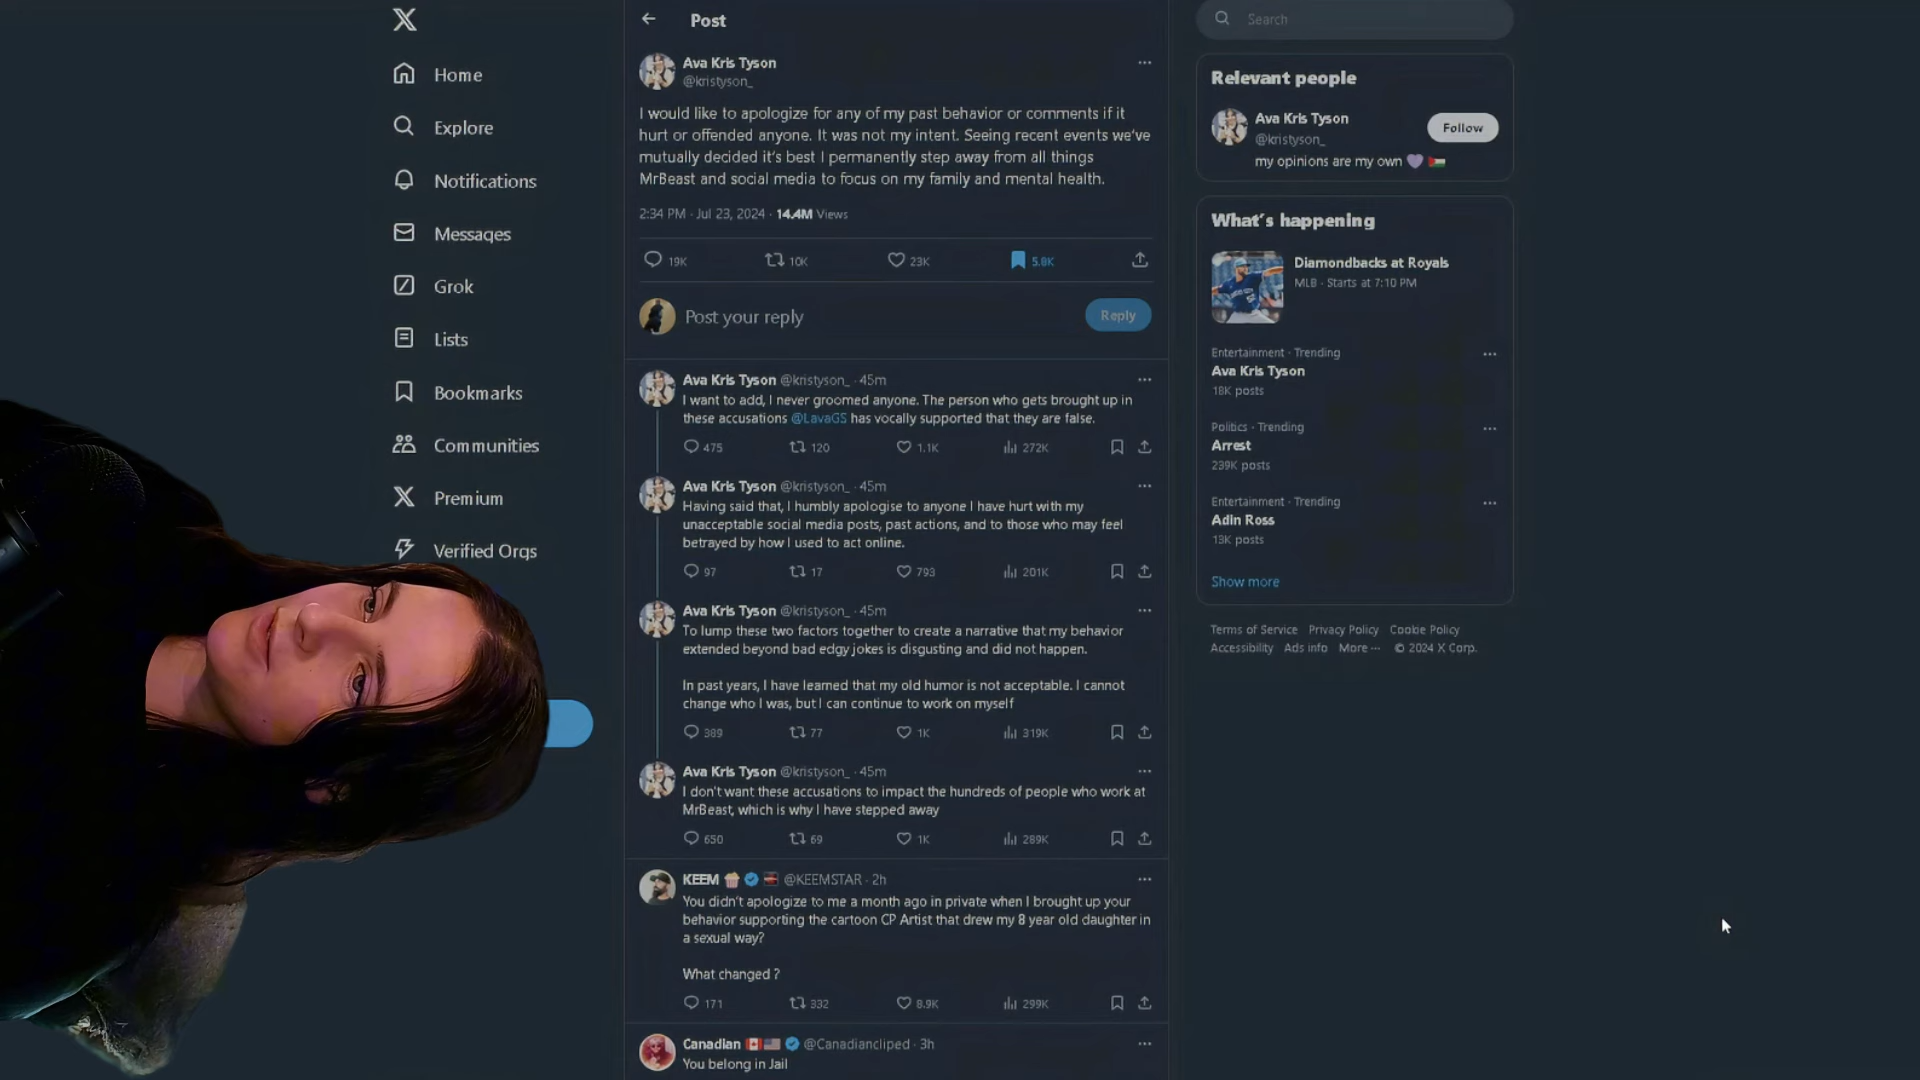 Home
Explore
Notifications
Messages
Grok
Lists
Bookmarks
Communities
Premium
Verified Orgs
Post
Ava Kris Tyson
@kristyson_
I would like to apologize for any of my past behavior or comments if it
hurt or offended anyone. It was not my intent. Seeing recent events we've
mutually decided it's best I permanently step away from all things
MrBeast and social media to focus on my family and mental health.
2:34 PM · Jul 23, 2024 · 14.4M Views
19K 10K 23K 5.8K
Post your reply
Reply
Ava Kris Tyson @kristyson_ · 45m
I want to add, I never groomed anyone. The person who gets brought up in
these accusations @LavaGS has vocally supported that they are false.
475 120 1.1K 272K
Ava Kris Tyson @kristyson_ · 45m
Having said that, I humbly apologise to anyone I have hurt with my
unacceptable social media posts, past actions, and to those who may feel
betrayed by how I used to act online.
97 17 793 201K
Ava Kris Tyson @kristyson_ · 45m
To lump these two factors together to create a narrative that my behavior
extended beyond bad edgy jokes is disgusting and did not happen.
In past years, I have learned that my old humor is not acceptable. I cannot
change who I was, but I can continue to work on myself
389 77 1K 319K
Ava Kris Tyson @kristyson_ · 45m
I don't want these accusations to impact the hundreds of people who work at
MrBeast, which is why I have stepped away
650 69 1K 289K
KEEM @KEEMSTAR · 2h
You didn't apologize to me a month ago in private when I brought up your
behavior supporting the cartoon CP Artist that drew my 8 year old daughter in
a sexual way?
What changed ?
171 332 8.9K 299K
Canadian @Canadiancliped · 3h
You belong in Jail
Search
Relevant people
Ava Kris Tyson
@kristyson_
Follow
my opinions are my own
What's happening
Diamondbacks at Royals
MLB · Starts at 7:10 PM
Entertainment · Trending
Ava Kris Tyson
18K posts
Politics · Trending
Arrest
239K posts
Entertainment · Trending
Adin Ross
13K posts
Show more
Terms of Service Privacy Policy Cookie Policy
Accessibility Ads info More ··· © 2024 X Corp.